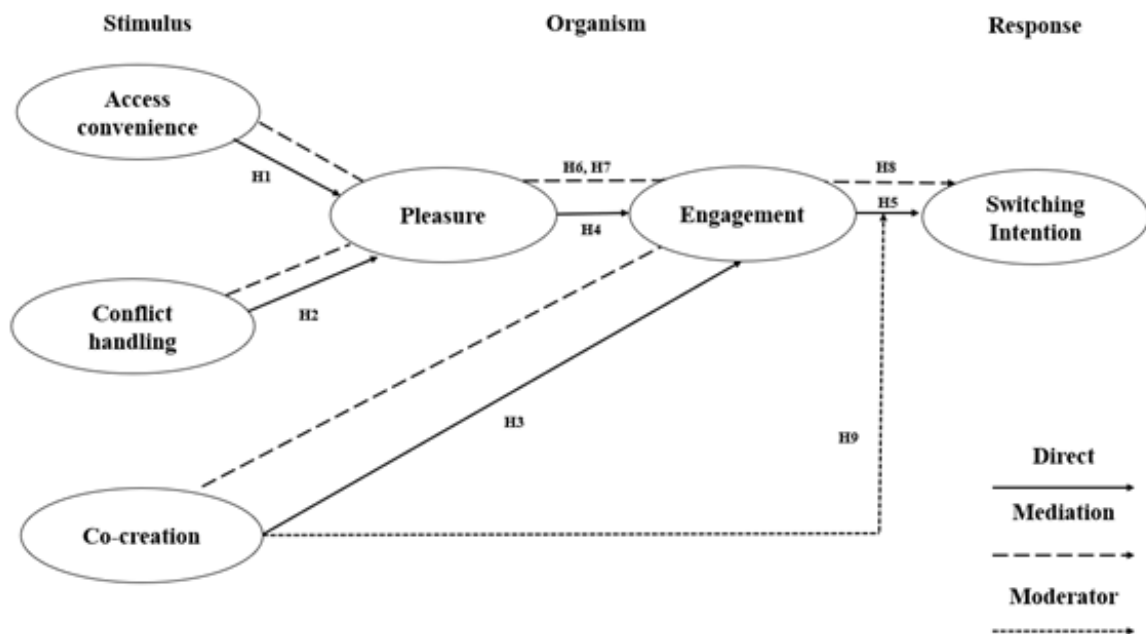 Stimulus
Organism
Response
Access
convenience
H1
H6, H7
H8
Pleasure
H4
Engagement
H5
Switching
Intention
Conflict
handling
H2
H3
H9
Co-creation
Direct
Mediation
Moderator